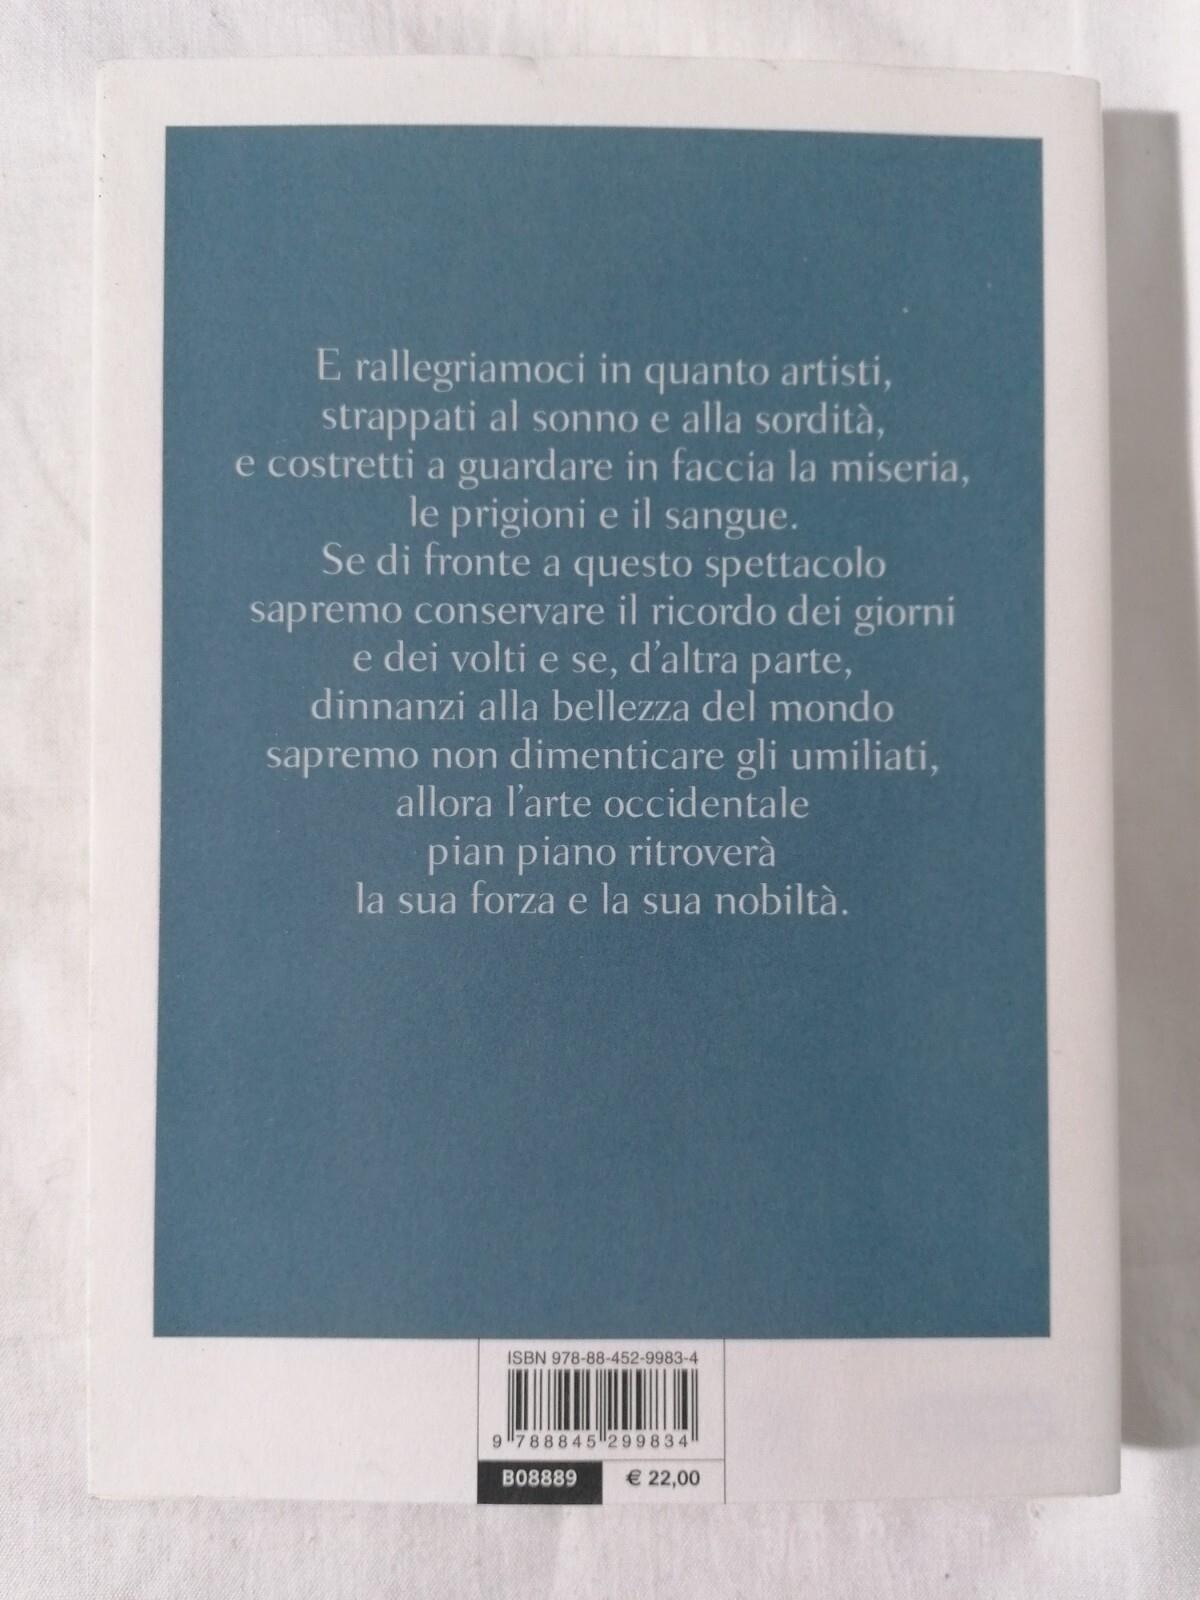 E rallegriamoci in quanto artisti,
strappati al sonno e alla sordità,
e costretti a guardare in faccia la miseria,
le prigioni e il sangue.
Se di fronte a questo spettacolo
sapremo conservare il ricordo dei giorni
e dei volti e se, d'altra parte,
dinnanzi alla bellezza del mondo
sapremo non dimenticare gli umiliati,
allora l'arte occidentale
pian piano ritroverà
la sua forza e la sua nobiltà.
ISBN 978-88-452-9983-4
9 788845 299834
B08889 € 22,00